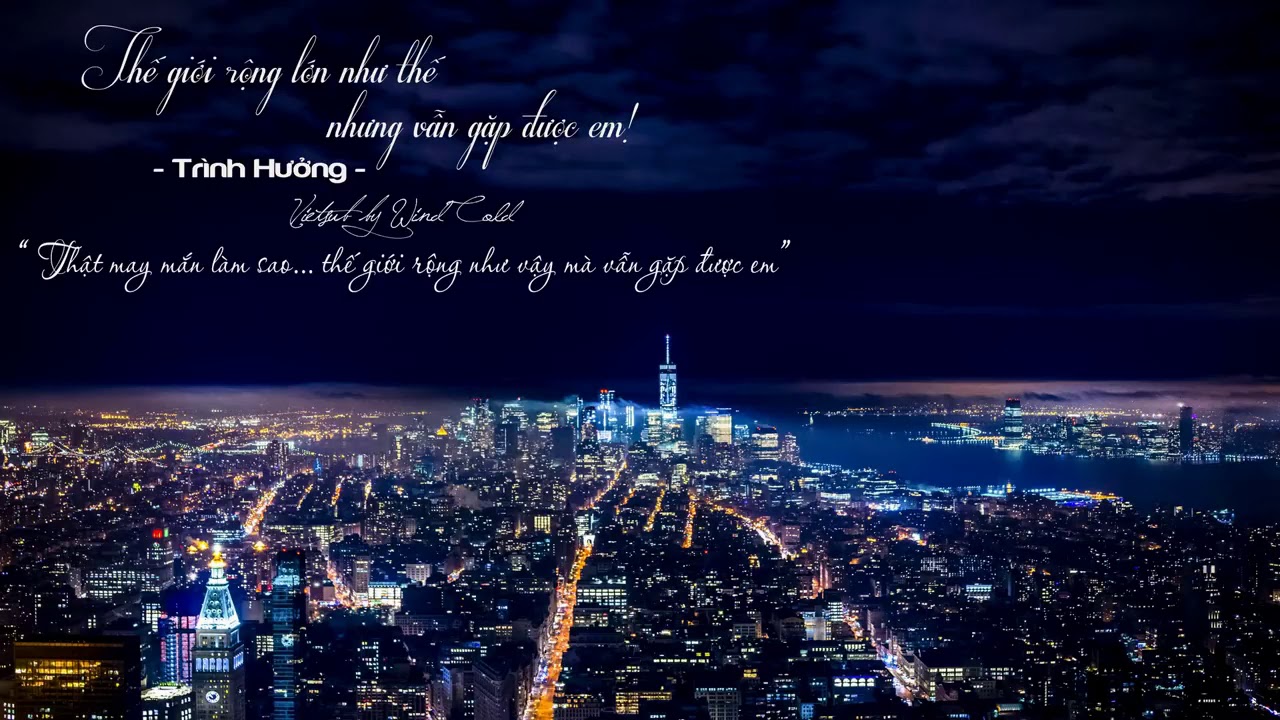 Thế giới rộng lớn như thế
nhưng vẫn gặp được em!
- Trình Hưởng -
Vietsub by Wind Cold
“ Thật may mắn làm sao... thế giới rộng như vậy mà vẫn gặp được em ”